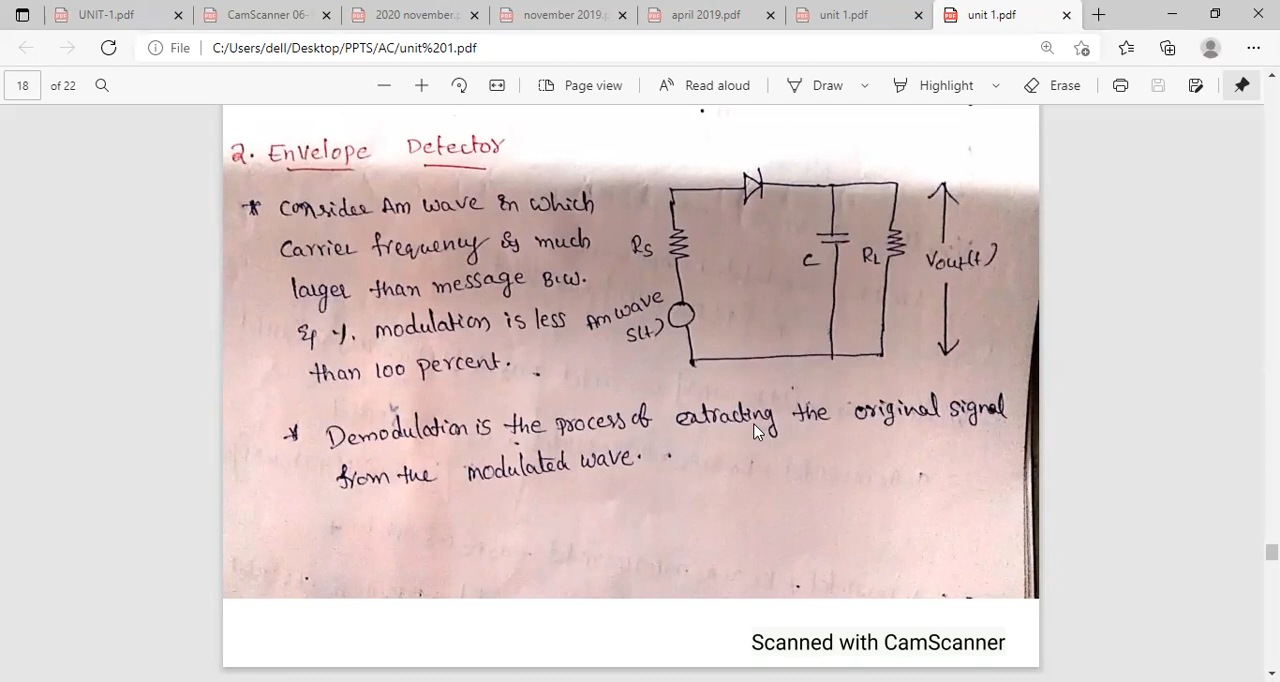 UNIT-1.pdf
CamScanner 06-
2020 november.
november 2019.p
april 2019.pdf
unit 1.pdf
unit 1.pdf
File
C:/Users/dell/Desktop/PPTS/AC/unit%201.pdf
18
of 22
Page view
Read aloud
Draw
Highlight
Erase
2. Envelope Detector
* Consider Am wave in which
Carrier frequency is much
larger than message B.W.
&f %. modulation is less
than 100 percent.
Rs
Am wave
S(t)
C
RL
Vout(t)
* Demodulation is the process of extracting the original signal
from the modulated wave.
Scanned with CamScanner